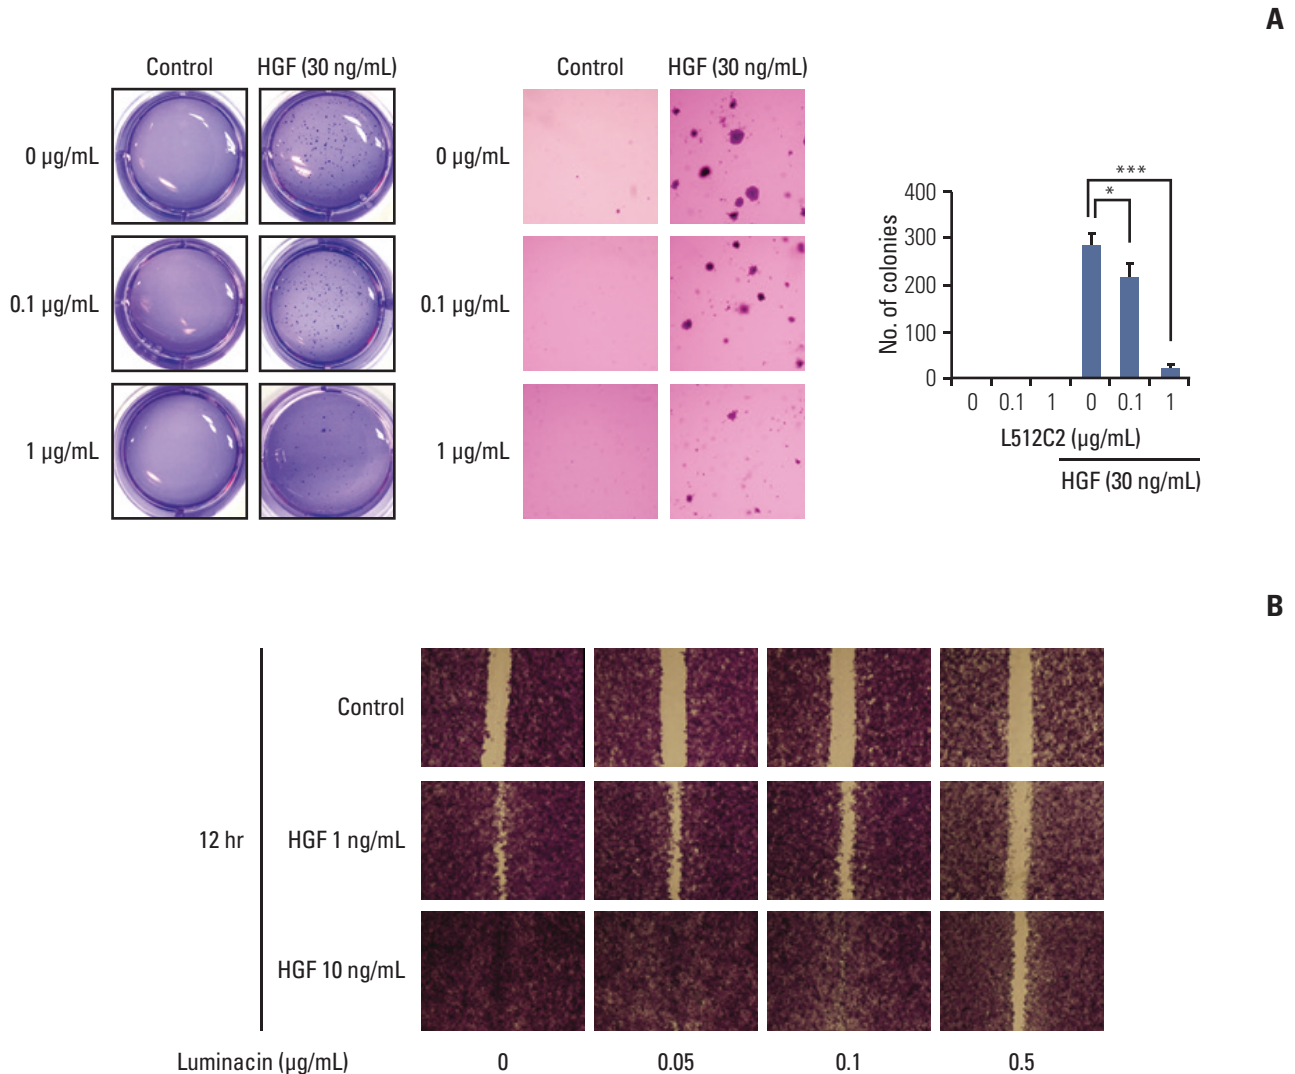 A
Control HGF (30 ng/mL)
0 µg/mL
0.1 µg/mL
1 µg/mL
Control HGF (30 ng/mL)
0 µg/mL
0.1 µg/mL
1 µg/mL
***
*
No. of colonies
400
300
200
100
0
0 0.1 1 0 0.1 1
L512C2 (µg/mL)
HGF (30 ng/mL)
B
Control
12 hr
HGF 1 ng/mL
HGF 10 ng/mL
Luminacin (µg/mL) 0 0.05 0.1 0.5